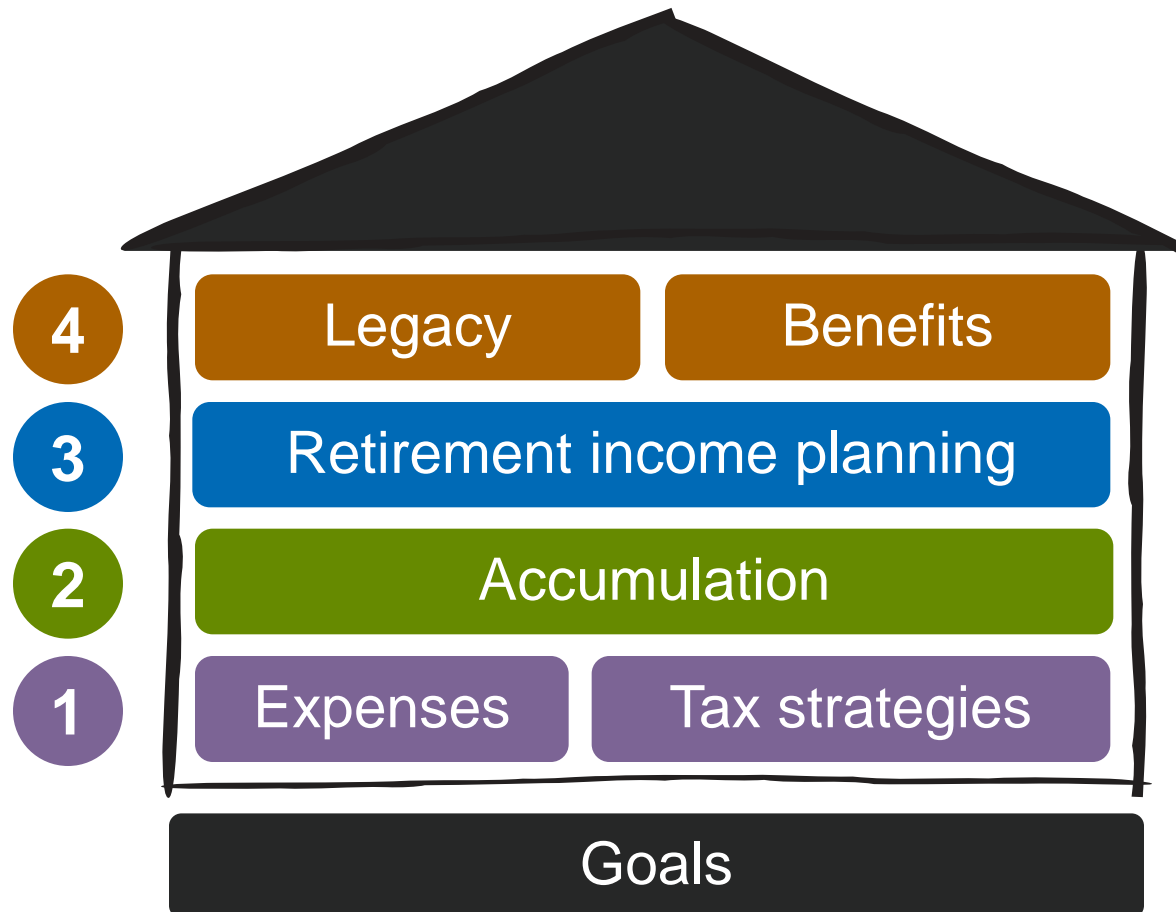 4
Legacy
Benefits
3
Retirement income planning
2
Accumulation
1
Expenses
Tax strategies
Goals